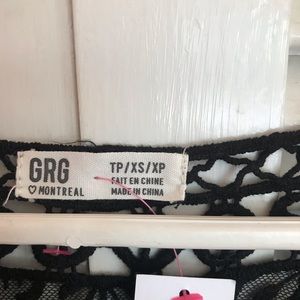 GRG
♡ MONTREAL
TP/XS/XP
FAIT EN CHINE
MADE IN CHINA